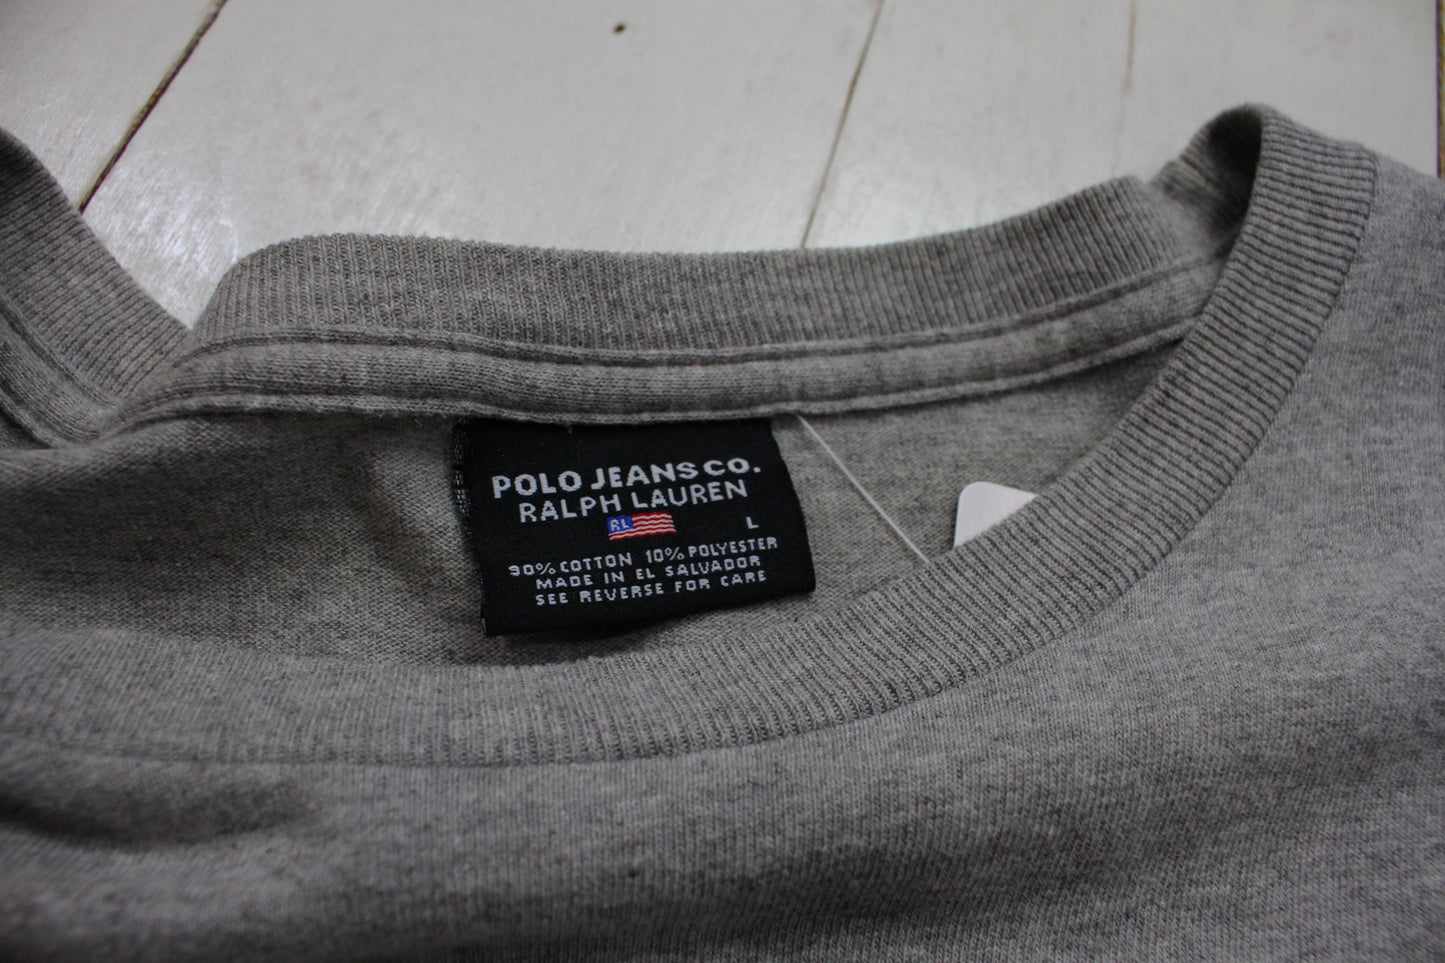 POLO JEANS CO.
RALPH LAUREN
RL
L
90% COTTON 10% POLYESTER
MADE IN EL SALVADOR
SEE REVERSE FOR CARE